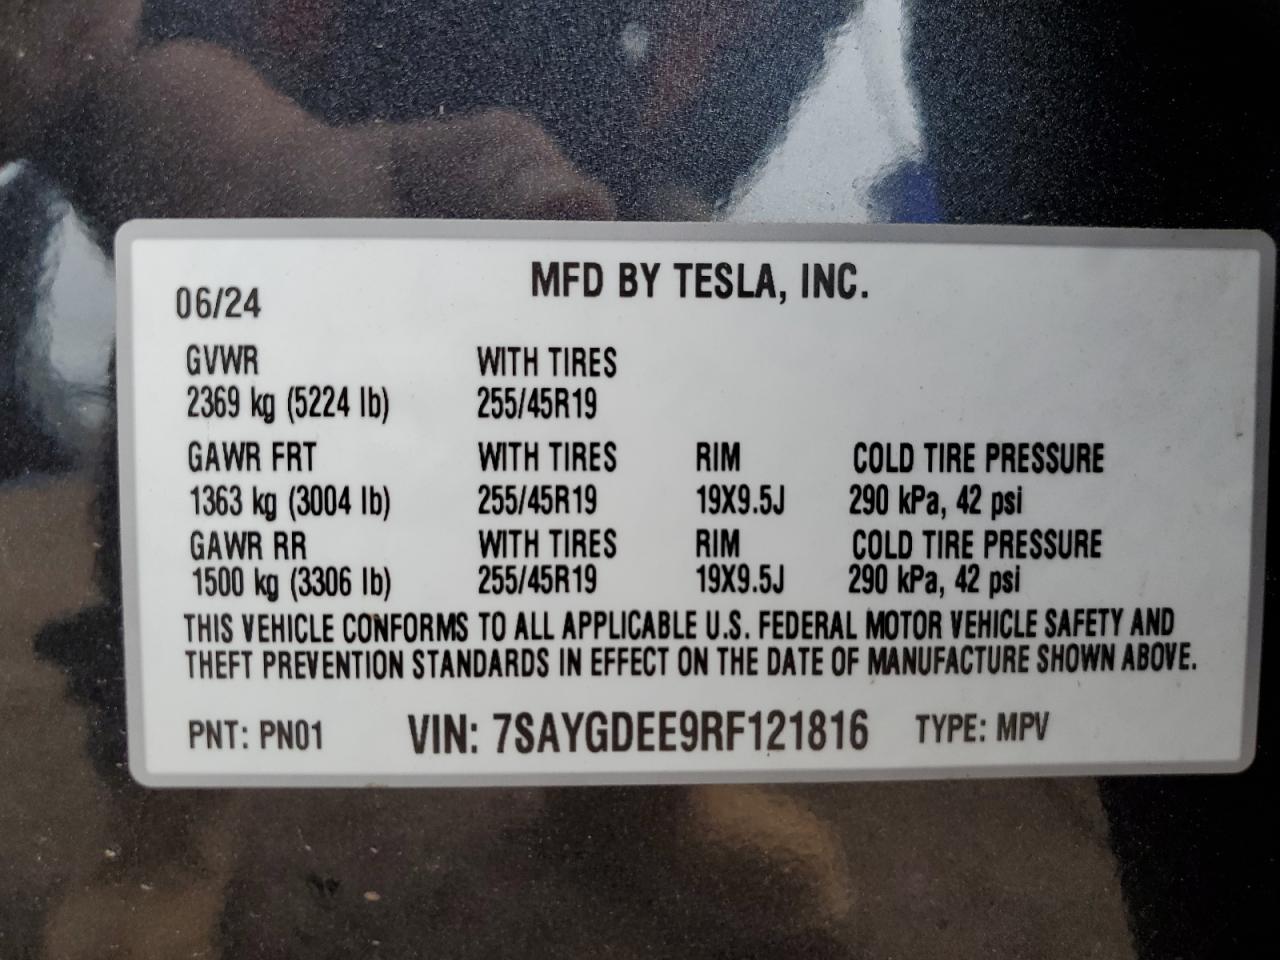 MFD BY TESLA, INC.
06/24
GVWR WITH TIRES
2369 kg (5224 lb) 255/45R19
GAWR FRT WITH TIRES RIM COLD TIRE PRESSURE
1363 kg (3004 lb) 255/45R19 19X9.5J 290 kPa, 42 psi
GAWR RR WITH TIRES RIM COLD TIRE PRESSURE
1500 kg (3306 lb) 255/45R19 19X9.5J 290 kPa, 42 psi
THIS VEHICLE CONFORMS TO ALL APPLICABLE U.S. FEDERAL MOTOR VEHICLE SAFETY AND
THEFT PREVENTION STANDARDS IN EFFECT ON THE DATE OF MANUFACTURE SHOWN ABOVE.
PNT: PN01 VIN: 7SAYGDEE9RF121816 TYPE: MPV